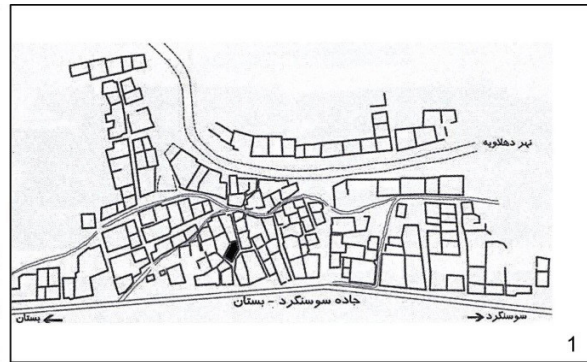 نهر دهلاویه
جاده سوسنگرد - بستان
بستان
سوسنگرد
1